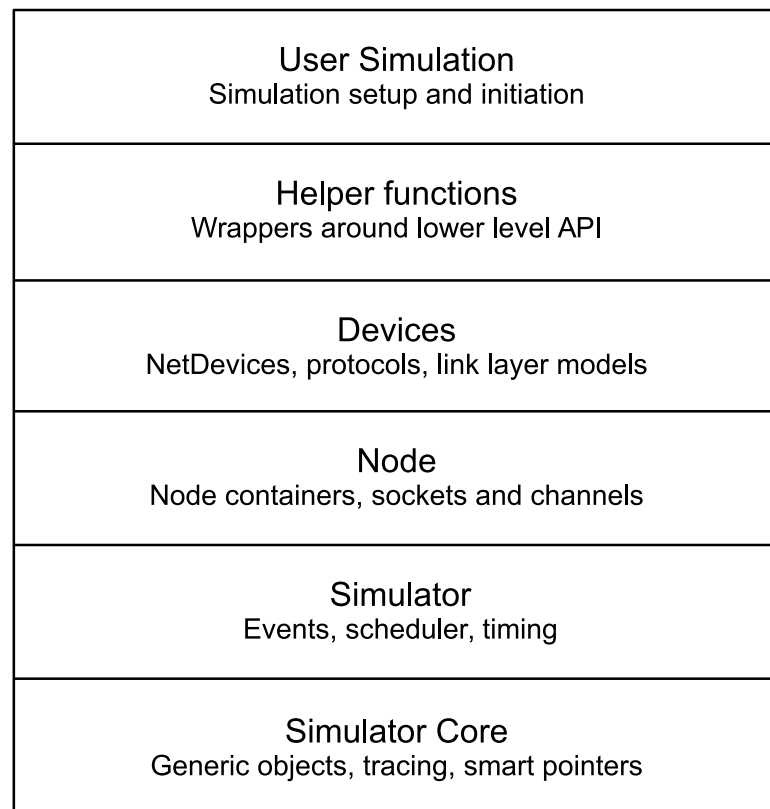 User Simulation
Simulation setup and initiation
Helper functions
Wrappers around lower level API
Devices
NetDevices, protocols, link layer models
Node
Node containers, sockets and channels
Simulator
Events, scheduler, timing
Simulator Core
Generic objects, tracing, smart pointers